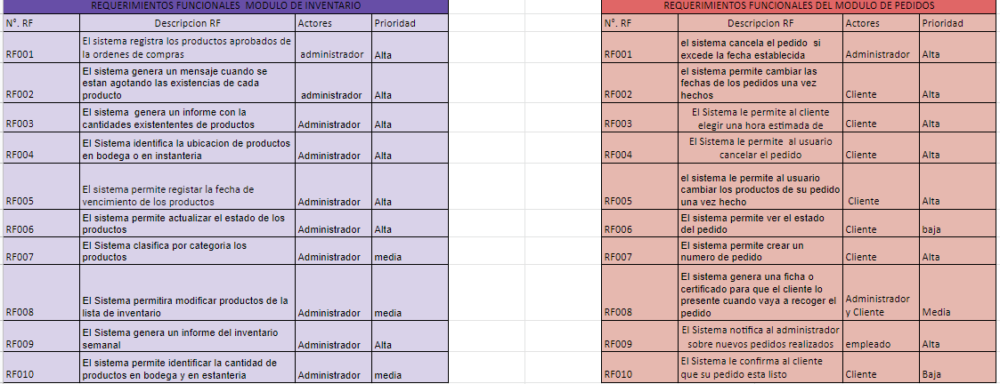 REQUERIMIENTOS FUNCIONALES MODULO DE INVENTARIO
N°. RF Descripcion RF Actores Prioridad
RF001 El sistema registra los productos aprobados de
la ordenes de compras administrador Alta
RF002 El Sistema genera un mensaje cuando se
estan agotando las existencias de cada
producto administrador Alta
RF003 El sistema genera un informe con la
cantidades existententes de productos Administrador Alta
RF004 El Sistema identifica la ubicacion de productos
en bodega o en instanteria Administrador Alta
RF005 El sistema permite registar la fecha de
vencimiento de los productos Administrador Alta
RF006 El sistema permite actualizar el estado de los
productos Administrador Alta
RF007 El Sistema clasifica por categoria los
productos Administrador media
RF008 El Sistema permitira modificar productos de la
lista de inventario Administrador media
RF009 El Sistema genera un informe del inventario
semanal Administrador Alta
RF010 El sistema permite identificar la cantidad de
productos en bodega y en estanteria Administrador media
REQUERIMIENTOS FUNCIONALES DEL MODULO DE PEDIDOS
N°. RF Descripcion RF Actores Prioridad
RF001 el sistema cancela el pedido si
excede la fecha establecida Administrador Alta
RF002 el sistema permite cambiar las
fechas de los pedidos una vez
hechos Cliente Alta
RF003 El Sistema le permite al cliente
elegir una hora estimada de Cliente Alta
RF004 El Sistema le permite al usuario
cancelar el pedido Cliente Alta
RF005 el sistema le permite al usuario
cambiar los productos de su pedido
una vez hecho Cliente Alta
RF006 El sistema permite ver el estado
del pedido Cliente baja
RF007 El sistema permite crear un
numero de pedido Cliente Alta
RF008 El sistema genera una ficha o
certificado para que el cliente lo
presente cuando vaya a recoger el Administrador
pedido y Cliente Media
RF009 El Sistema notifica al administrador
sobre nuevos pedidos realizados empleado Alta
RF010 El Sistema le confirma al cliente
que su pedido esta listo Cliente Baja